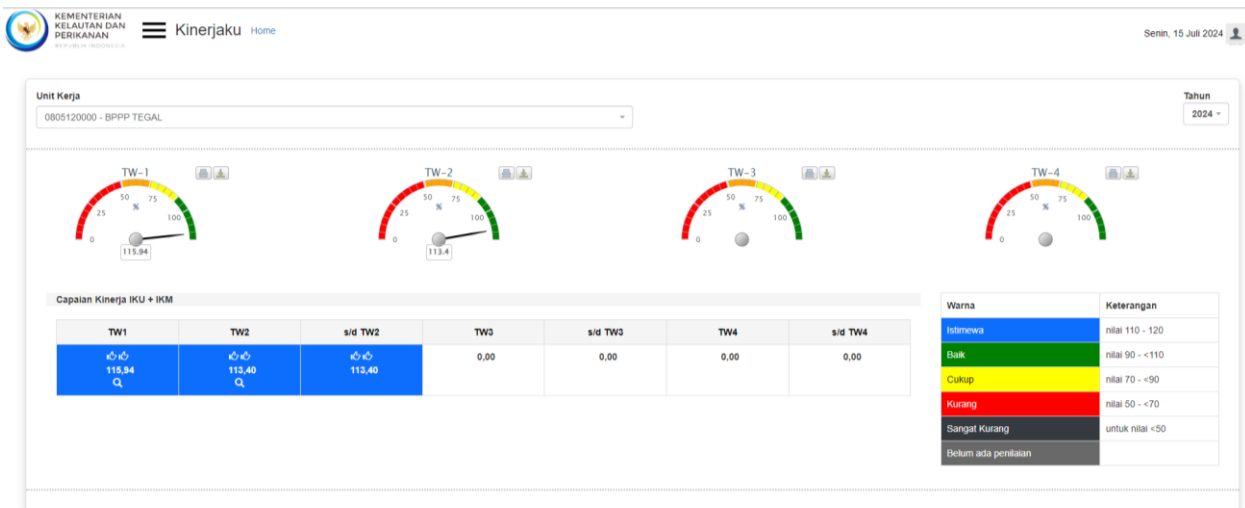 KEMENTERIAN
KELAUTAN DAN
PERIKANAN
REPUBLIK INDONESIA
Kinerjaku Home
Senin, 15 Juli 2024
Unit Kerja
Tahun
0805120000 - BPPP TEGAL
2024
TW-1
0 25 50 75 100
%
115.94
TW-2
0 25 50 75 100
%
113.4
TW-3
0 25 50 75 100
%
TW-4
0 25 50 75 100
%
Capaian Kinerja IKU + IKM
TW1 TW2 s/d TW2 TW3 s/d TW3 TW4 s/d TW4
115,94 113,40 113,40 0,00 0,00 0,00 0,00
Warna Keterangan
Istimewa nilai 110 - 120
Baik nilai 90 - <110
Cukup nilai 70 - <90
Kurang nilai 50 - <70
Sangat Kurang untuk nilai <50
Belum ada penilaian